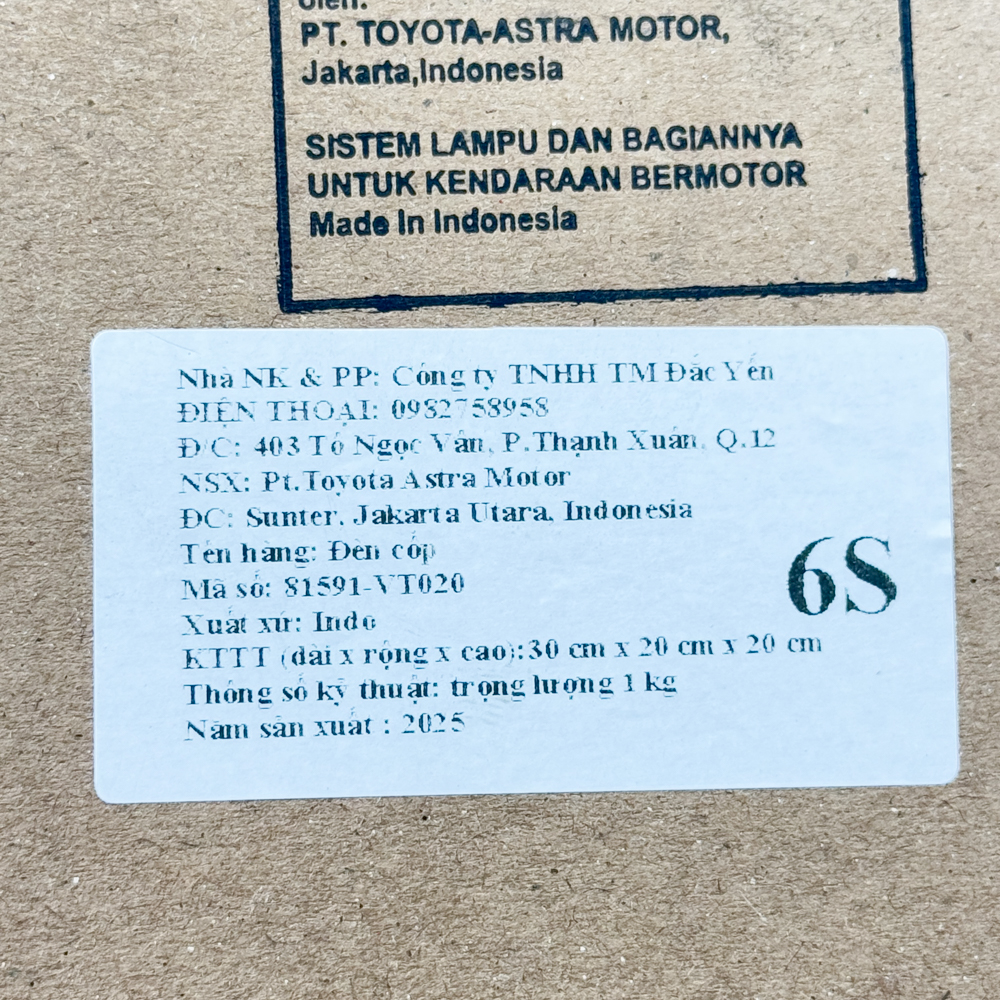 Oleh:
PT. TOYOTA-ASTRA MOTOR,
Jakarta,Indonesia
SISTEM LAMPU DAN BAGIANNYA
UNTUK KENDARAAN BERMOTOR
Made In Indonesia
Nhà NK & PP: Công ty TNHH TM Đắc Yến
ĐIỆN THOẠI: 0982758958
Đ/C: 403 Tô Ngọc Vân, P.Thạnh Xuân, Q.12
NSX: Pt.Toyota Astra Motor
ĐC: Sunter, Jakarta Utara, Indonesia
Tên hàng: Đèn cốp
Mã số: 81591-VT020
6S
Xuất xứ: Indo
KTTT (dài x rộng x cao):30 cm x 20 cm x 20 cm
Thông số kỹ thuật: trọng lượng 1 kg
Năm sản xuất : 2025